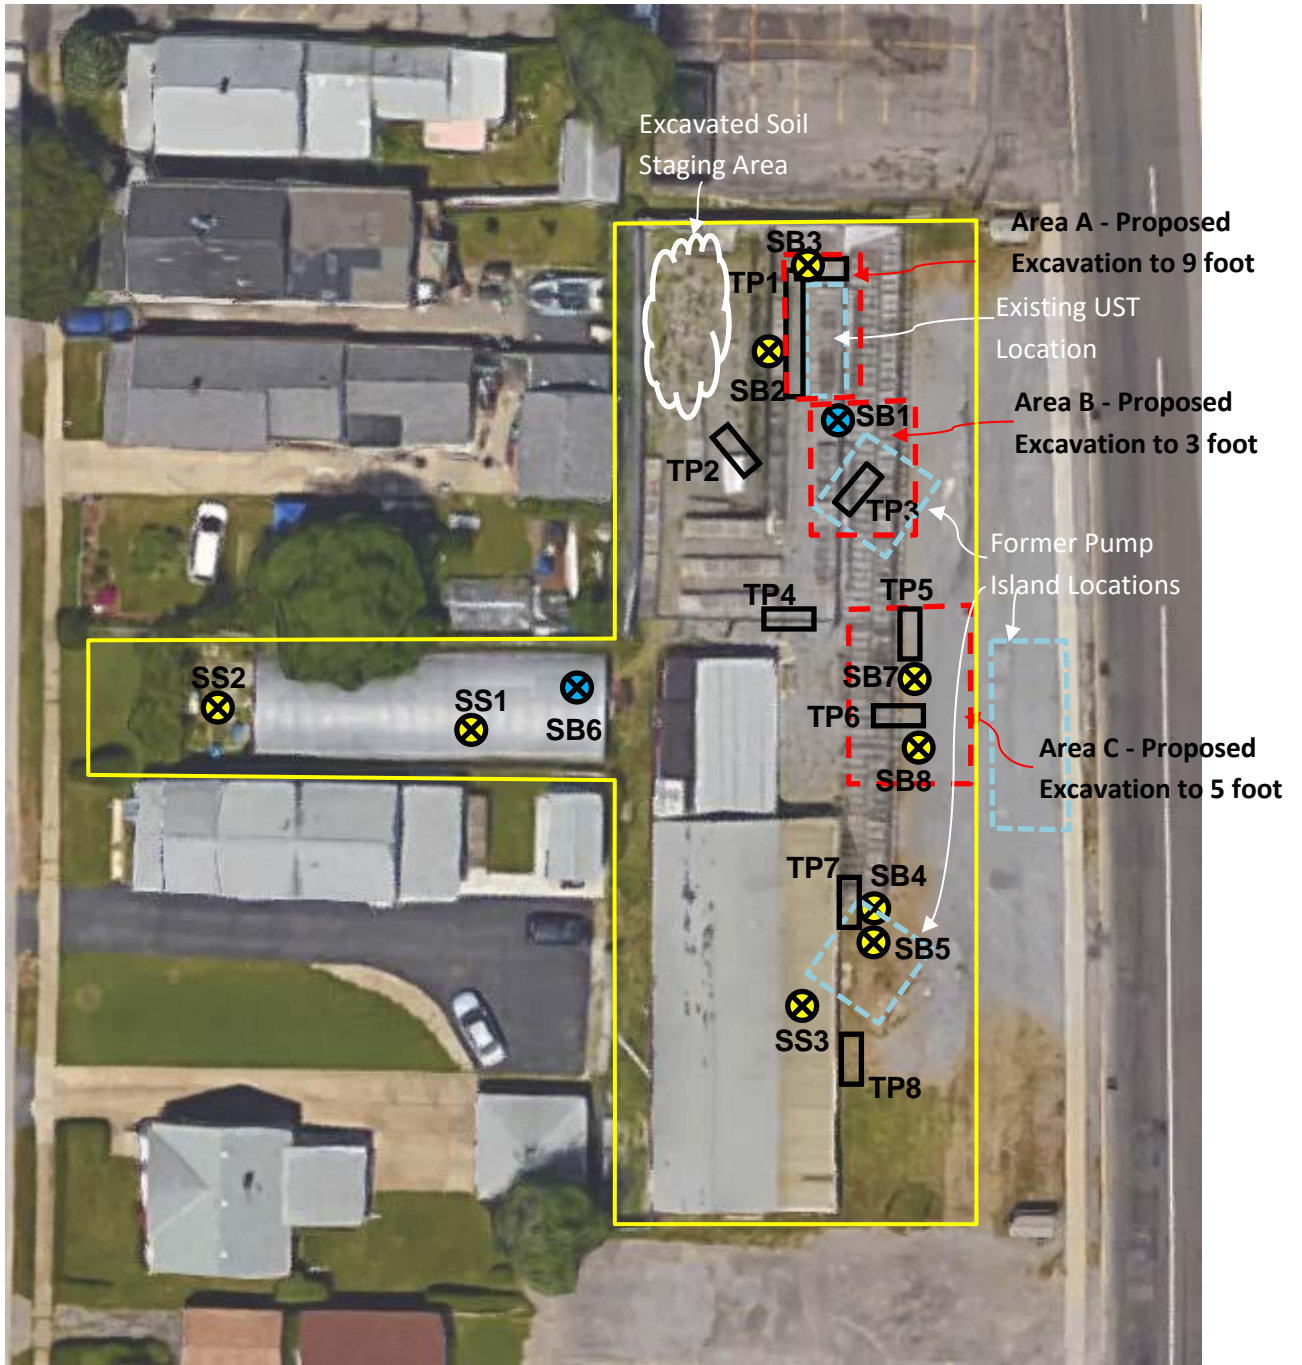 Excavated Soil
Staging Area
Area A - Proposed
Excavation to 9 foot
SB3
TP1
Existing UST
Location
SB2
Area B - Proposed
Excavation to 3 foot
SB1
TP2
TP3
Former Pump
Island Locations
TP4
TP5
SS2
SS1
SB6
SB7
TP6
Area C - Proposed
Excavation to 5 foot
SB8
TP7
SB4
SB5
SS3
TP8